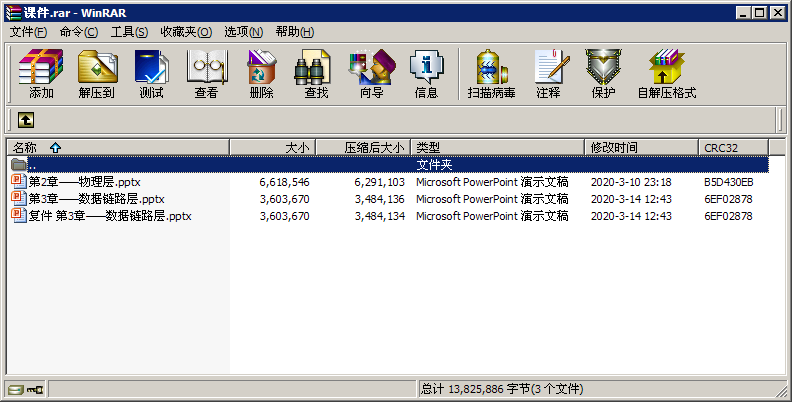 课件.rar - WinRAR
文件(F) 命令(C) 工具(S) 收藏夹(O) 选项(N) 帮助(H)
添加 解压到 测试 查看 删除 查找 向导 信息 扫描病毒 注释 保护 自解压格式
名称 大小 压缩后大小 类型 修改时间 CRC32
.. 文件夹
第2章——物理层.pptx 6,618,546 6,291,103 Microsoft PowerPoint 演示文稿 2020-3-10 23:18 B5D430EB
第3章——数据链路层.pptx 3,603,670 3,484,136 Microsoft PowerPoint 演示文稿 2020-3-14 12:43 6EF02878
复件 第3章——数据链路层.pptx 3,603,670 3,484,134 Microsoft PowerPoint 演示文稿 2020-3-14 12:43 6EF02878
总计 13,825,886 字节(3 个文件)